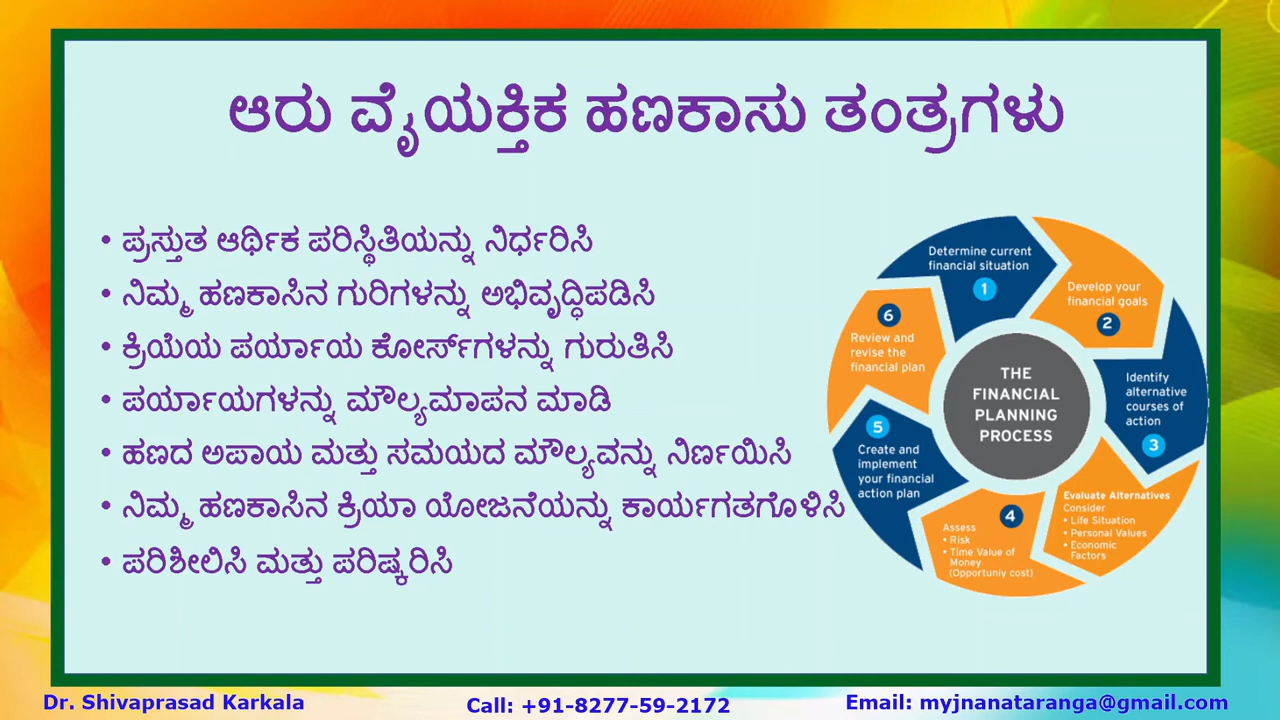 ಆರು ವೈಯಕ್ತಿಕ ಹಣಕಾಸು ತಂತ್ರಗಳು
• ಪ್ರಸ್ತುತ ಆರ್ಥಿಕ ಪರಿಸ್ಥಿತಿಯನ್ನು ನಿರ್ಧರಿಸಿ
• ನಿಮ್ಮ ಹಣಕಾಸಿನ ಗುರಿಗಳನ್ನು ಅಭಿವೃದ್ಧಿಪಡಿಸಿ
• ಕ್ರಿಯೆಯ ಪರ್ಯಾಯ ಕೋರ್ಸ್‌ಗಳನ್ನು ಗುರುತಿಸಿ
• ಪರ್ಯಾಯಗಳನ್ನು ಮೌಲ್ಯಮಾಪನ ಮಾಡಿ
• ಹಣದ ಅಪಾಯ ಮತ್ತು ಸಮಯದ ಮೌಲ್ಯವನ್ನು ನಿರ್ಣಯಿಸಿ
• ನಿಮ್ಮ ಹಣಕಾಸಿನ ಕ್ರಿಯಾ ಯೋಜನೆಯನ್ನು ಕಾರ್ಯಗತಗೊಳಿಸಿ
• ಪರಿಶೀಲಿಸಿ ಮತ್ತು ಪರಿಷ್ಕರಿಸಿ
THE
FINANCIAL
PLANNING
PROCESS
Determine current
financial situation
1
Develop your
financial goals
2
Identify
alternative
courses of
action
3
Evaluate Alternatives
Consider
• Life Situation
• Personal Values
• Economic
Factors
4
Assess
• Risk
• Time Value of
Money
(Opportuniy cost)
5
Create and
implement
your financial
action plan
6
Review and
revise the
financial plan
Dr. Shivaprasad Karkala
Call: +91-8277-59-2172
Email: myjnanataranga@gmail.com